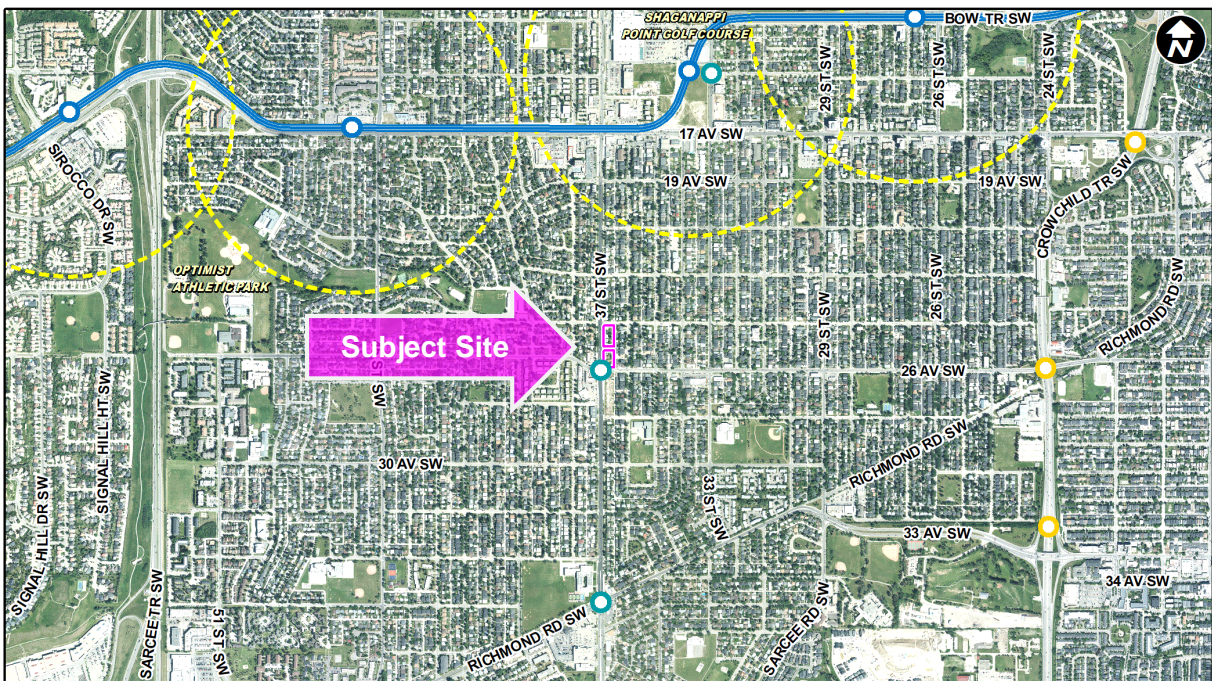 SHAGANAPPI
POINT GOLF COURSE
BOW TR SW
N
29 ST SW
26 ST SW
24 ST SW
17 AV SW
SIROCCO DR SW
19 AV SW
19 AV SW
CROWCHILD TR SW
OPTIMIST
ATHLETIC PARK
37 ST SW
29 ST SW
26 ST SW
RICHMOND RD SW
Subject Site
26 AV SW
SW
SIGNAL HILL HT SW
SIGNAL HILL DR SW
30 AV SW
33 ST SW
RICHMOND RD SW
33 AV SW
34 AV SW
SARCEE TR SW
51 ST SW
RICHMOND RD SW
SARCEE RD SW